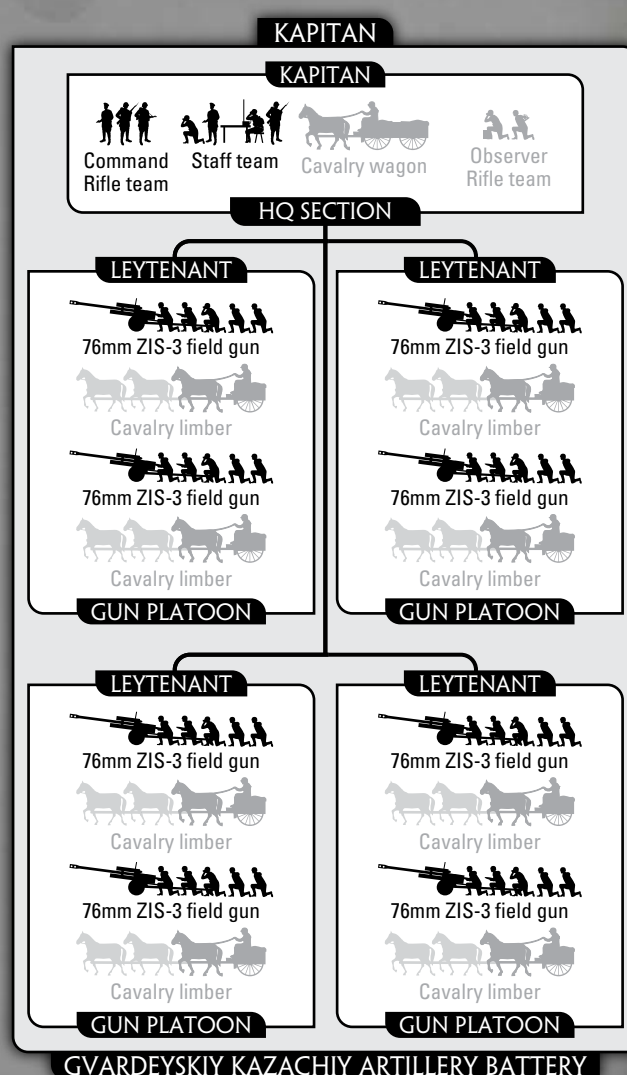 KAPITAN
KAPITAN
Command
Rifle team
Staff team
Cavalry wagon
Observer
Rifle team
HQ SECTION
LEYTENANT
76mm ZIS-3 field gun
Cavalry limber
76mm ZIS-3 field gun
Cavalry limber
GUN PLATOON
LEYTENANT
76mm ZIS-3 field gun
Cavalry limber
76mm ZIS-3 field gun
Cavalry limber
GUN PLATOON
LEYTENANT
76mm ZIS-3 field gun
Cavalry limber
76mm ZIS-3 field gun
Cavalry limber
GUN PLATOON
LEYTENANT
76mm ZIS-3 field gun
Cavalry limber
76mm ZIS-3 field gun
Cavalry limber
GUN PLATOON
GVARDEYSKIY KAZACHIY ARTILLERY BATTERY